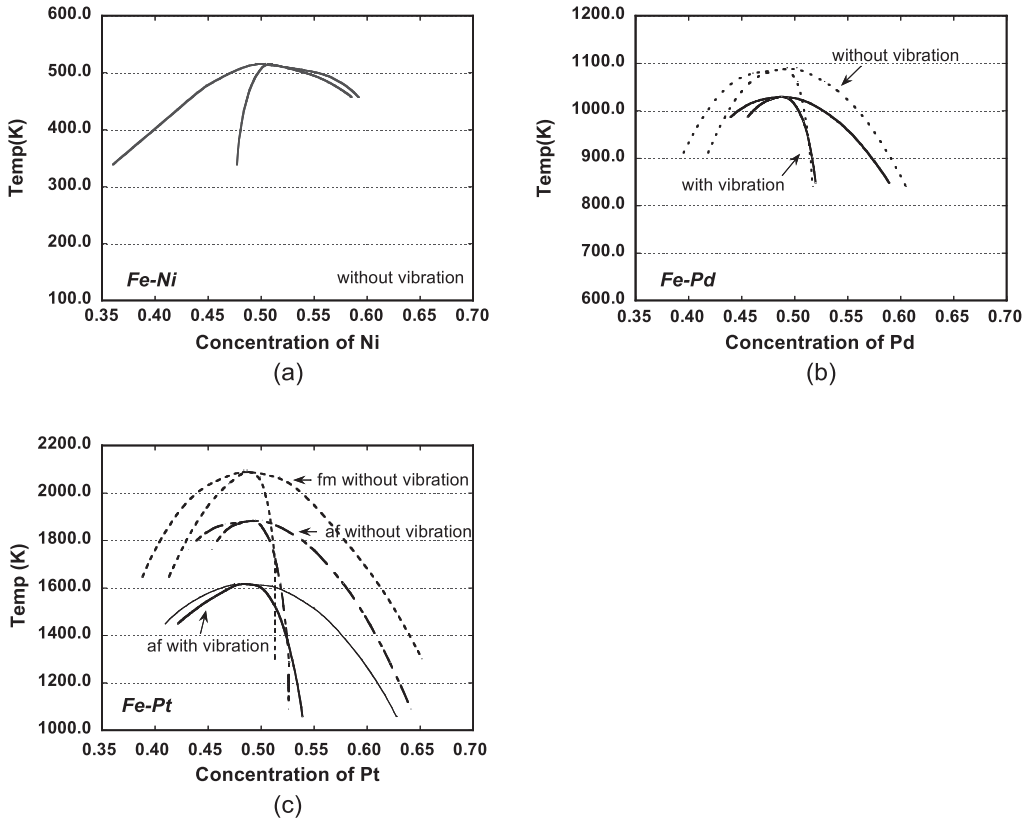 600.0
500.0
400.0
300.0
200.0
100.0
Temp(K)
Fe-Ni
without vibration
0.35 0.40 0.45 0.50 0.55 0.60 0.65 0.70
Concentration of Ni
(a)
1200.0
1100.0
1000.0
900.0
800.0
700.0
600.0
Temp(K)
without vibration
with vibration
Fe-Pd
0.35 0.40 0.45 0.50 0.55 0.60 0.65 0.70
Concentration of Pd
(b)
2200.0
2000.0
1800.0
1600.0
1400.0
1200.0
1000.0
Temp (K)
fm without vibration
af without vibration
af with vibration
Fe-Pt
0.35 0.40 0.45 0.50 0.55 0.60 0.65 0.70
Concentration of Pt
(c)